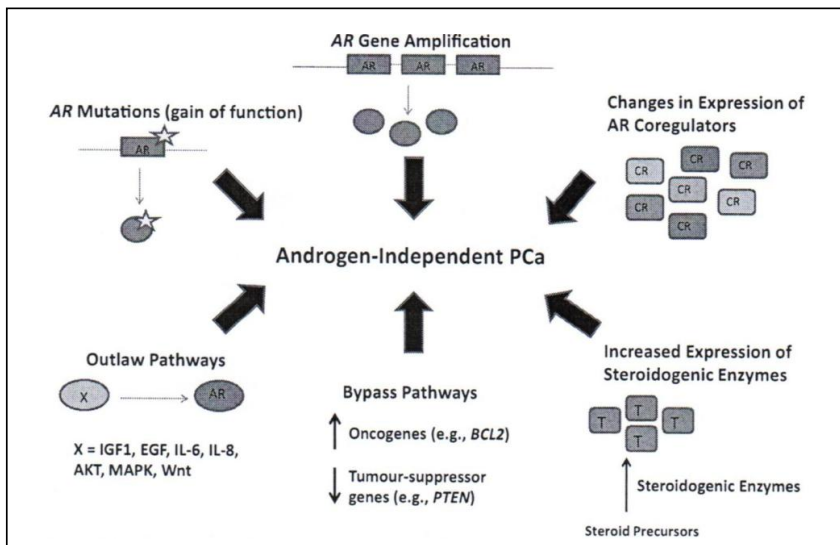 AR Gene Amplification
AR AR AR
AR Mutations (gain of function)
AR
Changes in Expression of
AR Coregulators
CR
CR
CR
CR
CR
CR
CR
Androgen-Independent PCa
Outlaw Pathways
X
AR
X = IGF1, EGF, IL-6, IL-8,
AKT, MAPK, Wnt
Bypass Pathways
Oncogenes (e.g., BCL2)
Tumour-suppressor
genes (e.g., PTEN)
Increased Expression of
Steroidogenic Enzymes
T
T
T
T
Steroidogenic Enzymes
Steroid Precursors